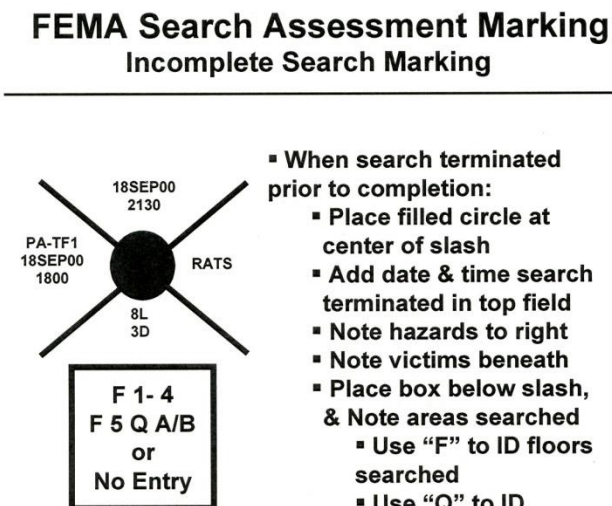 FEMA Search Assessment Marking
Incomplete Search Marking
18SEP00
2130
PA-TF1
18SEP00
1800
RATS
8L
3D
F 1- 4
F 5 Q A/B
or
No Entry
▪ When search terminated
prior to completion:
▪ Place filled circle at
center of slash
▪ Add date & time search
terminated in top field
▪ Note hazards to right
▪ Note victims beneath
▪ Place box below slash,
& Note areas searched
▪ Use “F” to ID floors
searched
▪ Use “Q” to ID